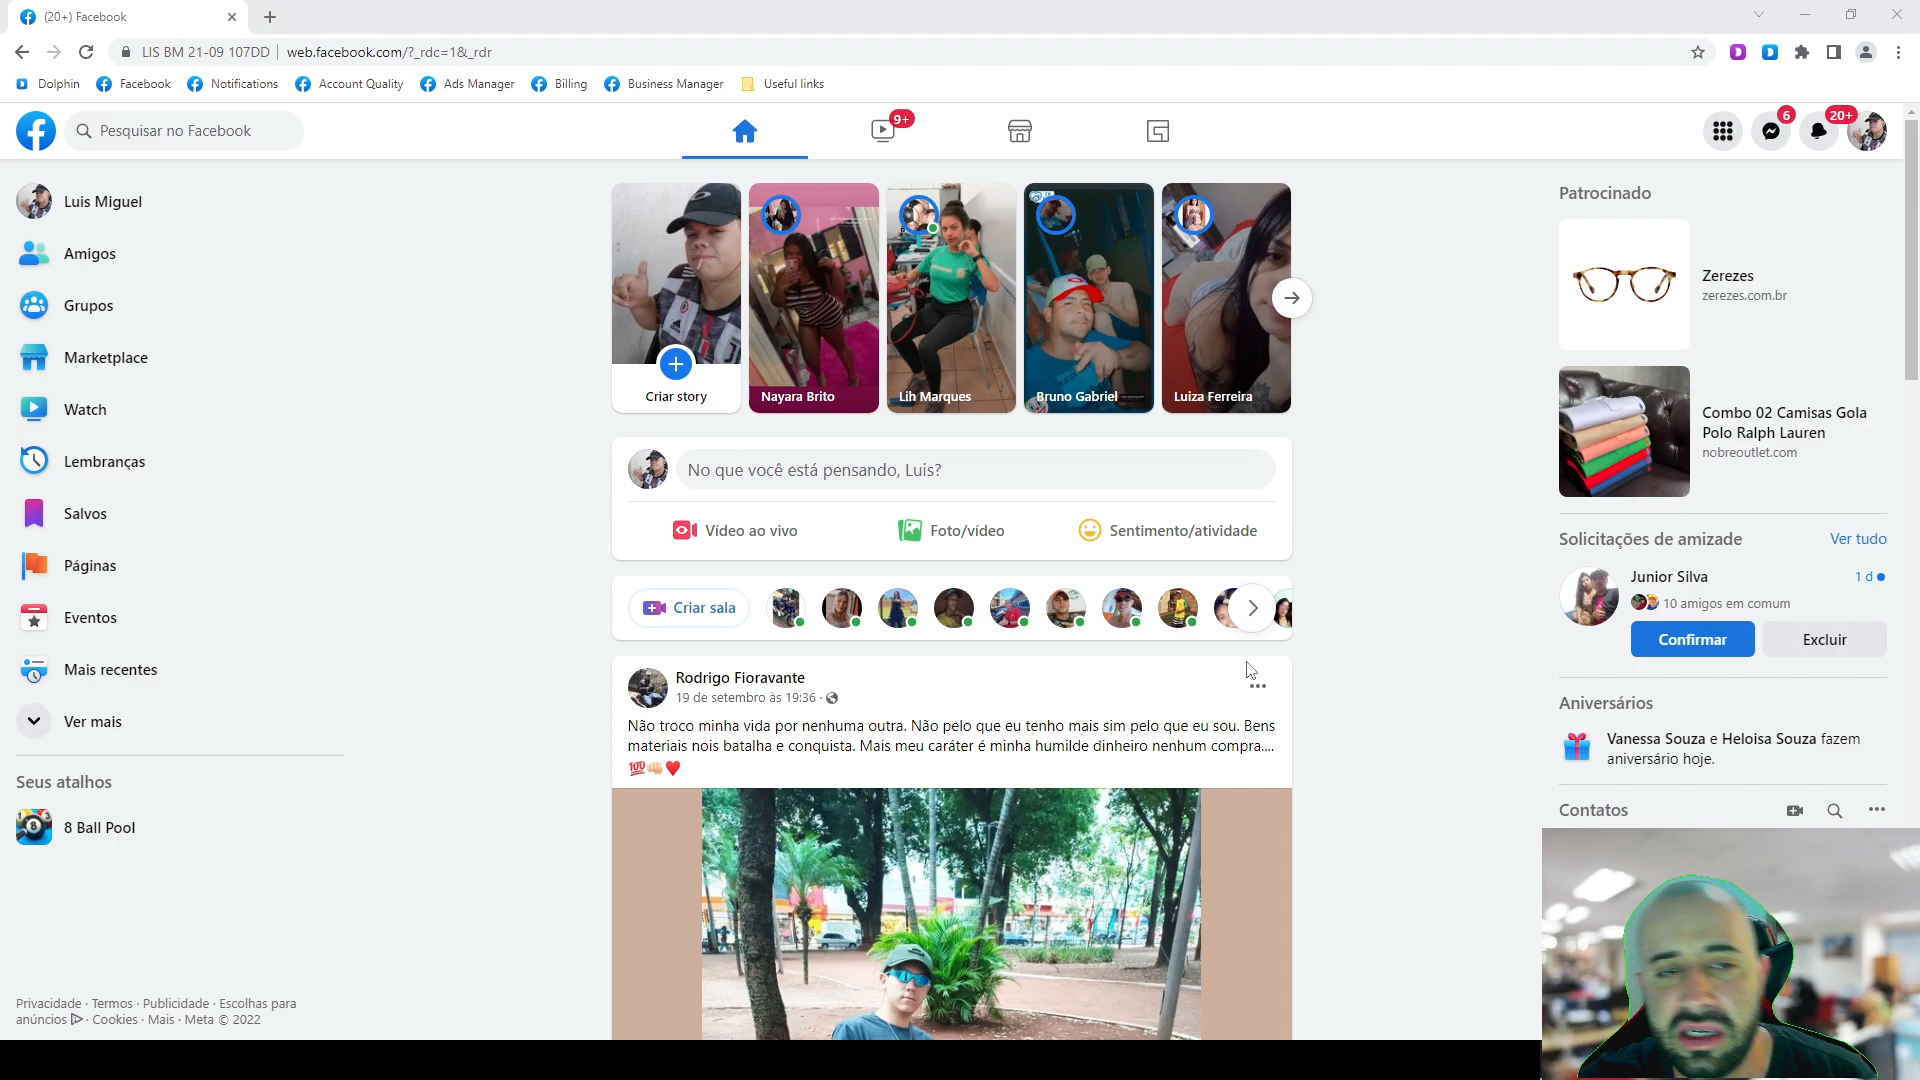 (20+) Facebook
LIS BM 21-09 107DD
web.facebook.com/?_rdc=1&_rdr
Dolphin
Facebook
Notifications
Account Quality
Ads Manager
Billing
Business Manager
Useful links
Pesquisar no Facebook
9+
6
20+
Luis Miguel
Amigos
Grupos
Marketplace
Watch
Lembranças
Salvos
Páginas
Eventos
Mais recentes
Ver mais
Seus atalhos
8 Ball Pool
Privacidade · Termos · Publicidade · Escolhas para
anúncios · Cookies · Mais · Meta © 2022
Criar story
Nayara Brito
Lih Marques
Bruno Gabriel
Luiza Ferreira
No que você está pensando, Luis?
Vídeo ao vivo
Foto/vídeo
Sentimento/atividade
Criar sala
Rodrigo Fioravante
19 de setembro às 19:36 ·
Não troco minha vida por nenhuma outra. Não pelo que eu tenho mais sim pelo que eu sou. Bens
materiais nois batalha e conquista. Mais meu caráter é minha humilde dinheiro nenhum compra....
💯👊🏻❤️
Patrocinado
Zerezes
zerezes.com.br
Combo 02 Camisas Gola
Polo Ralph Lauren
nobreoutlet.com
Solicitações de amizade
Ver tudo
Junior Silva
1 d
10 amigos em comum
Confirmar
Excluir
Aniversários
Vanessa Souza e Heloisa Souza fazem
aniversário hoje.
Contatos